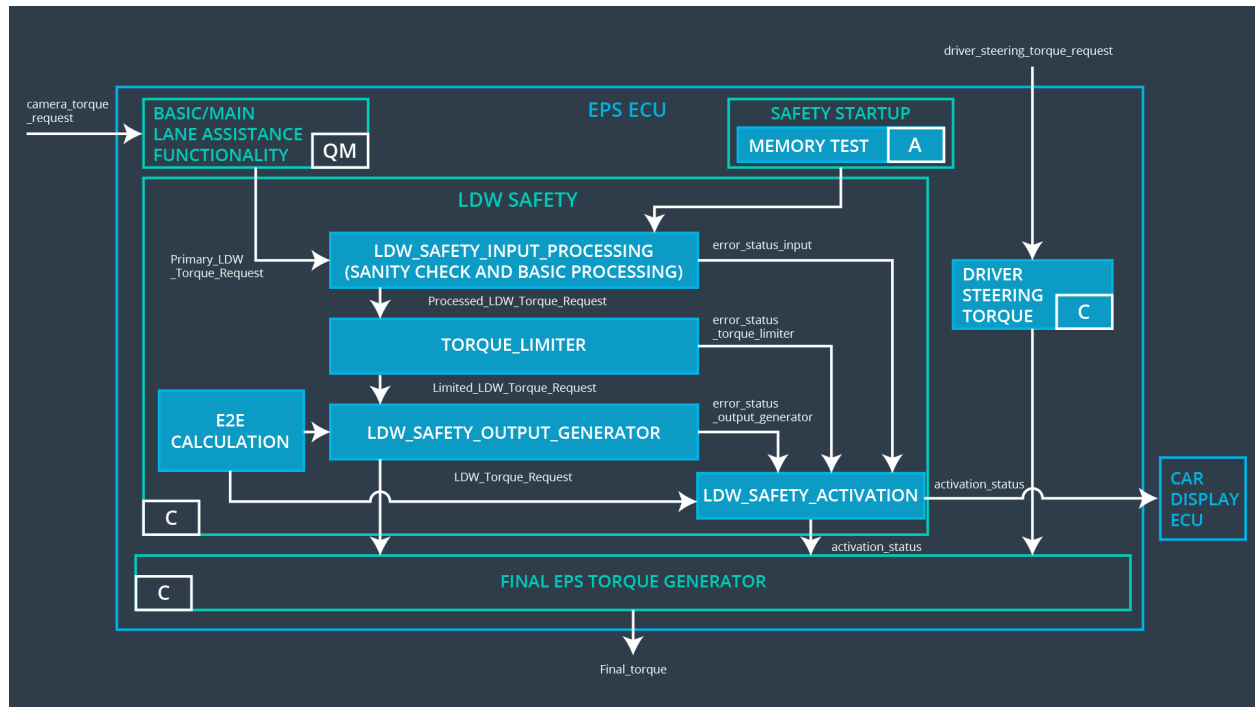 driver_steering_torque_request
camera_torque
_request
BASIC/MAIN
LANE ASSISTANCE
FUNCTIONALITY
QM
EPS ECU
SAFETY STARTUP
MEMORY TEST
A
LDW SAFETY
Primary_LDW
_Torque_Request
LDW_SAFETY_INPUT_PROCESSING
(SANITY CHECK AND BASIC PROCESSING)
error_status_input
DRIVER
STEERING
TORQUE
C
Processed_LDW_Torque_Request
TORQUE_LIMITER
error_status
_torque_limiter
Limited_LDW_Torque_Request
E2E
CALCULATION
LDW_SAFETY_OUTPUT_GENERATOR
error_status
_output_generator
LDW_Torque_Request
LDW_SAFETY_ACTIVATION
activation_status
CAR
DISPLAY
ECU
C
activation_status
FINAL EPS TORQUE GENERATOR
C
Final_torque